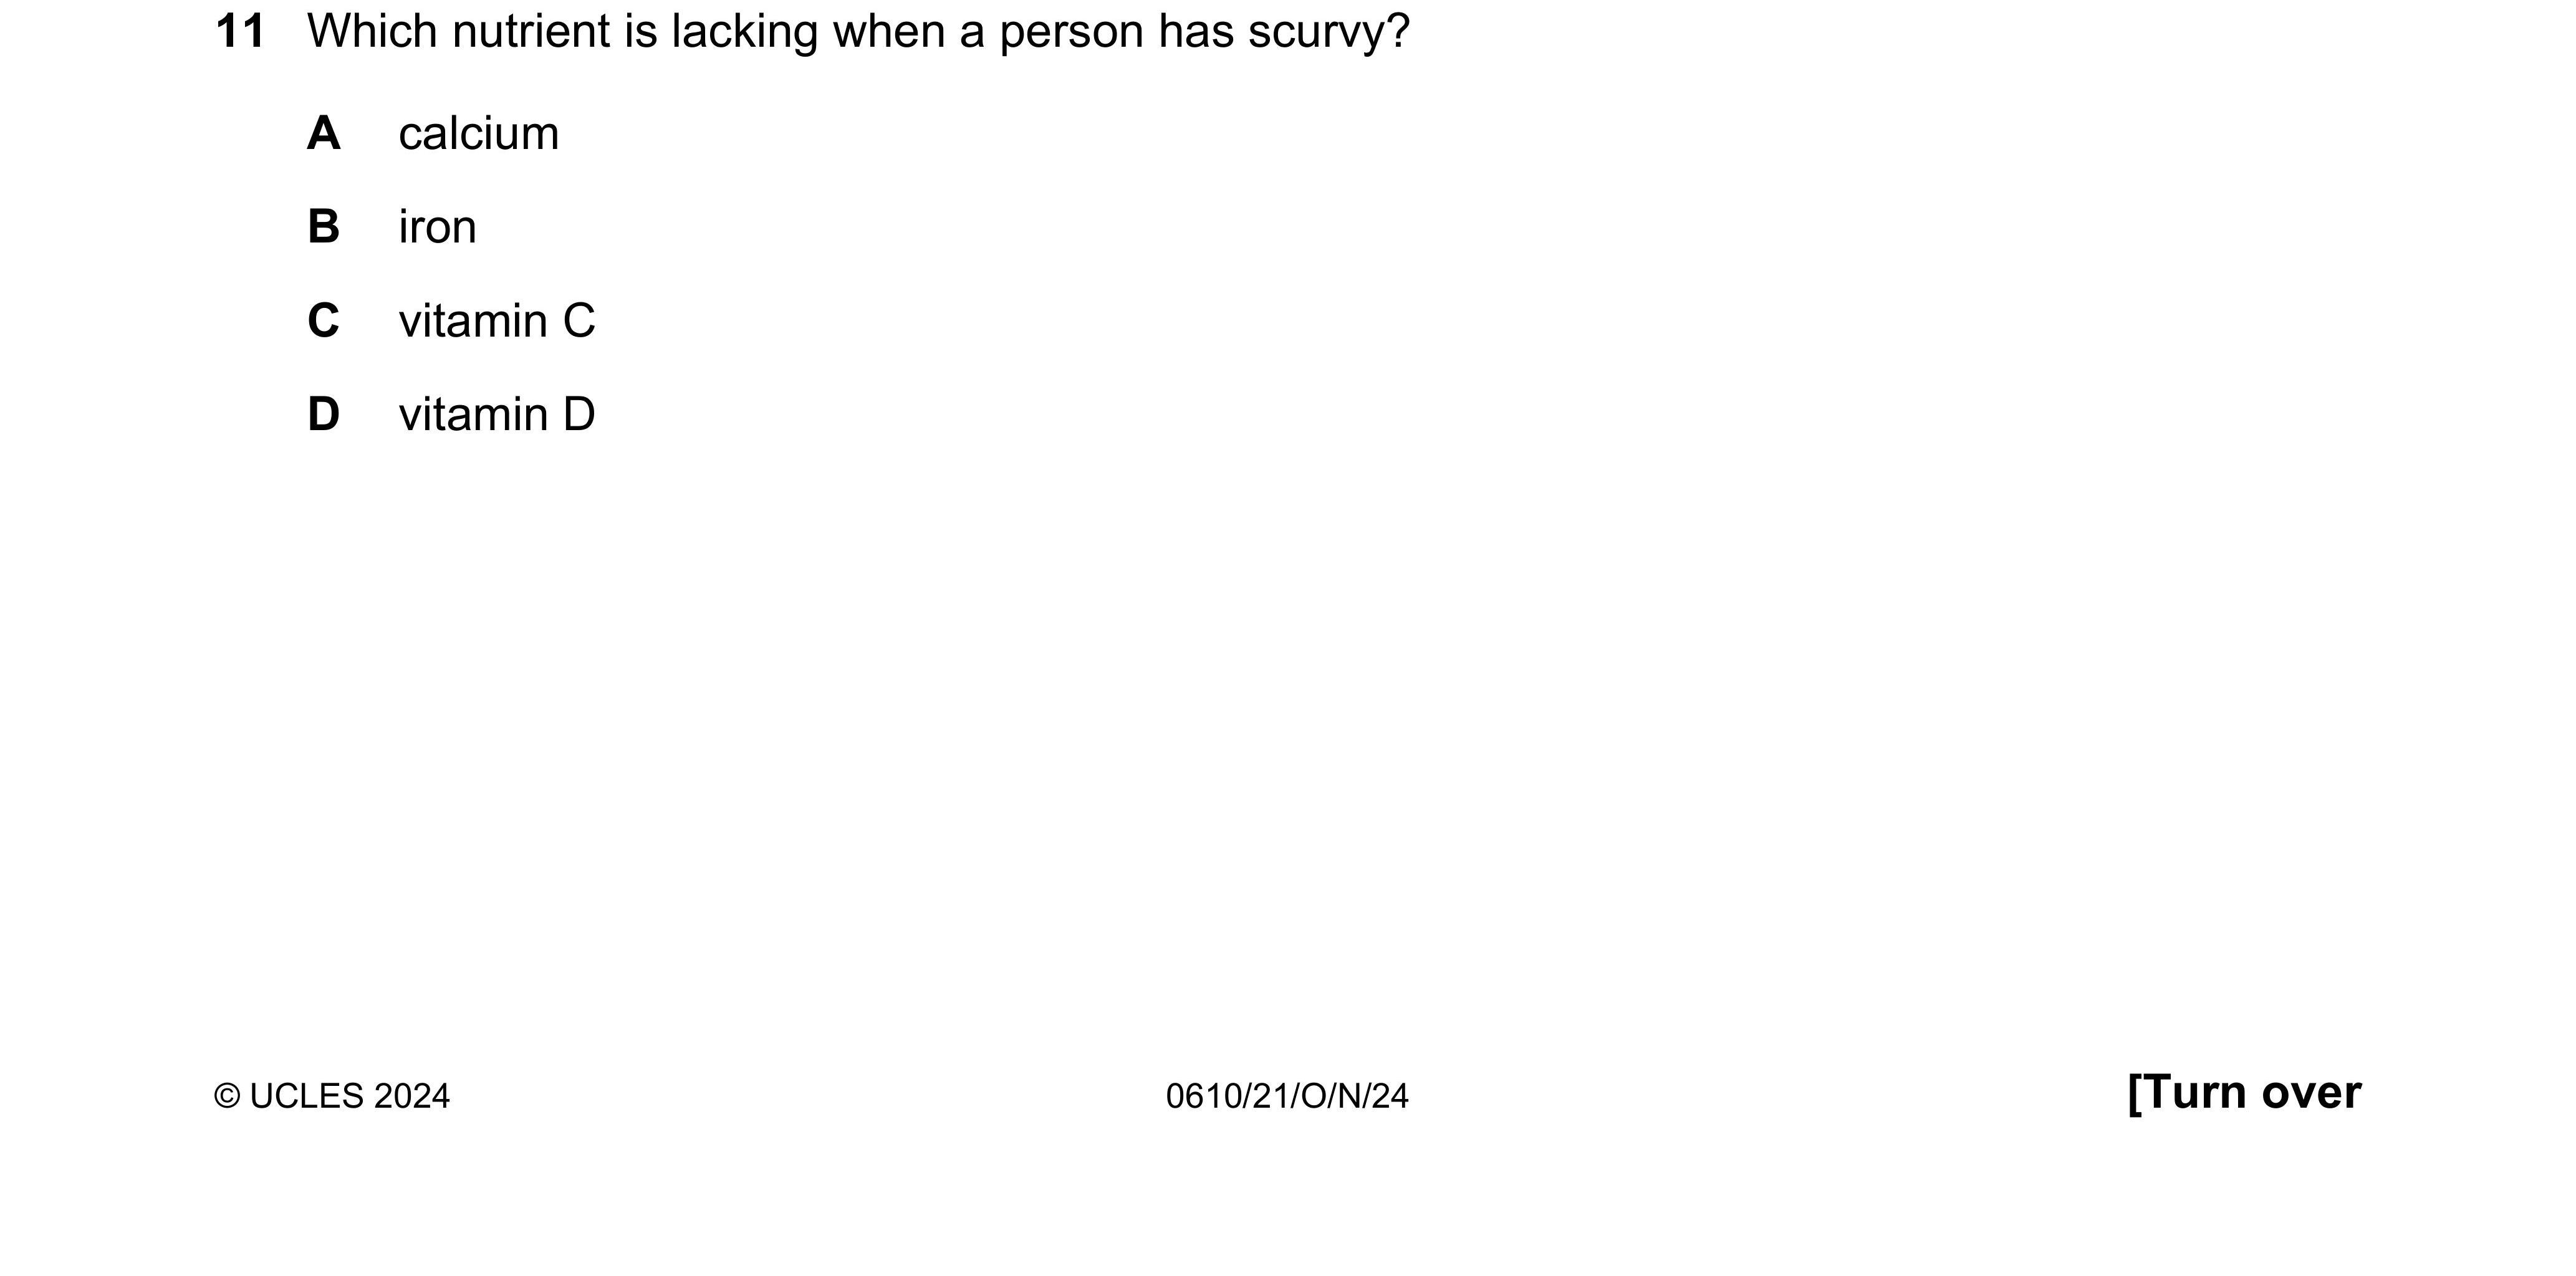 11 Which nutrient is lacking when a person has scurvy?
A calcium
B iron
C vitamin C
D vitamin D
© UCLES 2024 0610/21/O/N/24 [Turn over